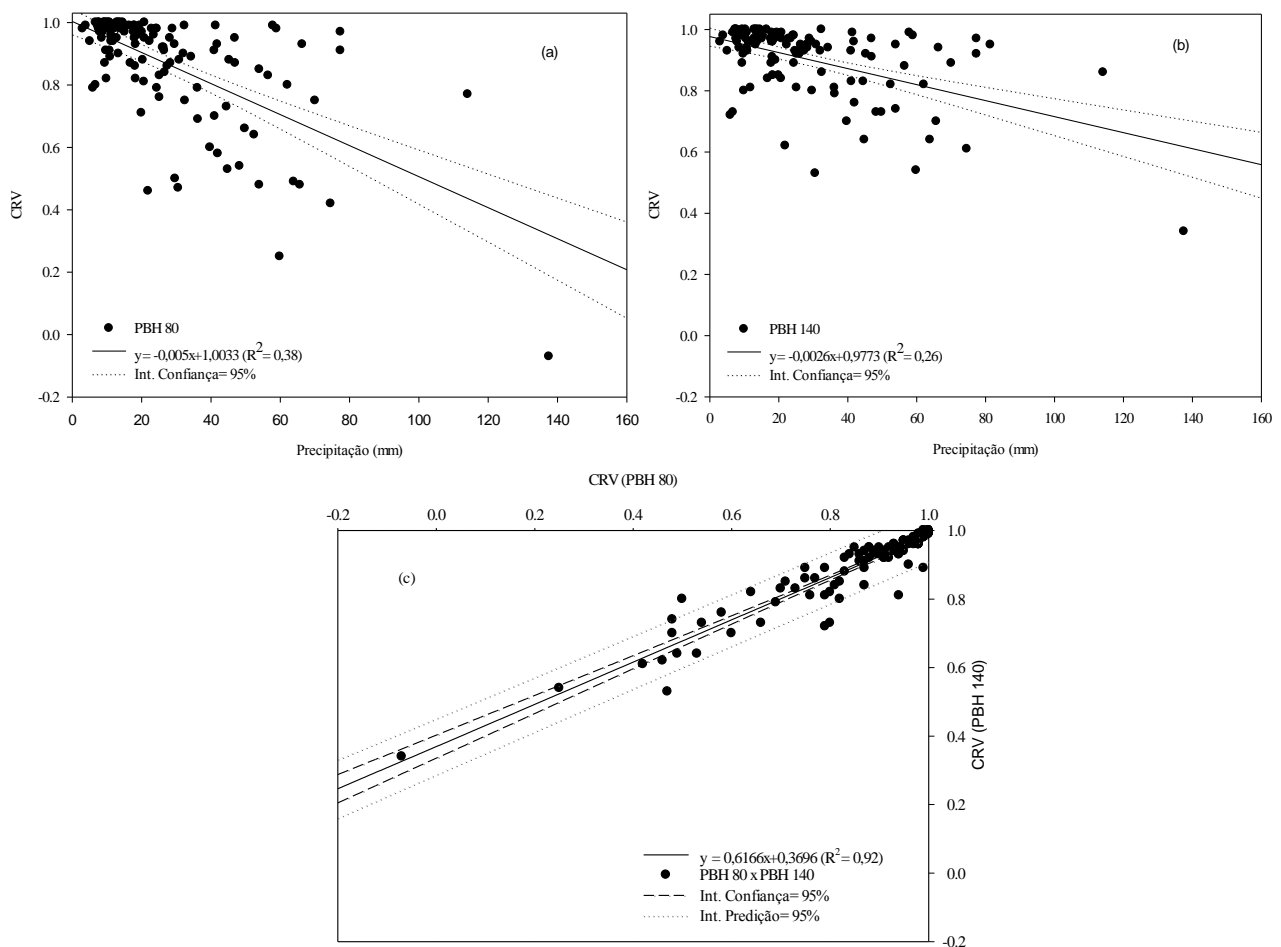 1.0
0.8
0.6
0.4
0.2
0.0
-0.2
CRV
(a)
PBH 80
y= -0,005x+1,0033 (R²= 0,38)
Int. Confiança= 95%
0 20 40 60 80 100 120 140 160
Precipitação (mm)
1.0
0.8
0.6
0.4
0.2
0.0
-0.2
CRV
(b)
PBH 140
y= -0,0026x+0,9773 (R²= 0,26)
Int. Confiança= 95%
0 20 40 60 80 100 120 140 160
Precipitação (mm)
CRV (PBH 80)
-0.2 0.0 0.2 0.4 0.6 0.8 1.0
(c)
1.0
0.8
0.6
0.4
0.2
0.0
-0.2
CRV (PBH 140)
y = 0,6166x+0,3696 (R²= 0,92)
PBH 80 x PBH 140
Int. Confiança= 95%
Int. Predição= 95%